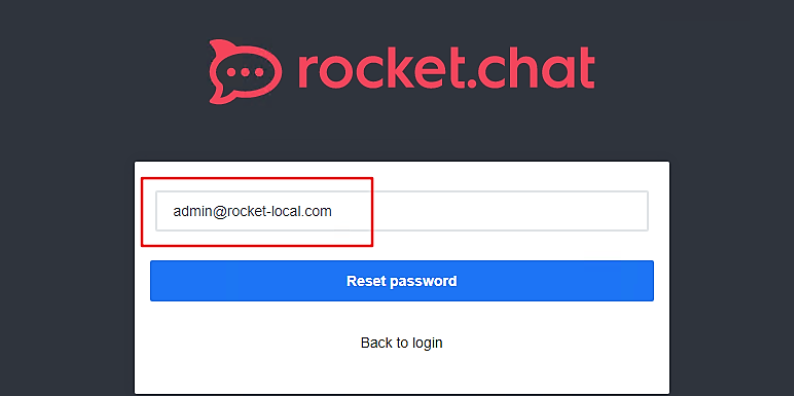 rocket.chat
admin@rocket-local.com
Reset password
Back to login